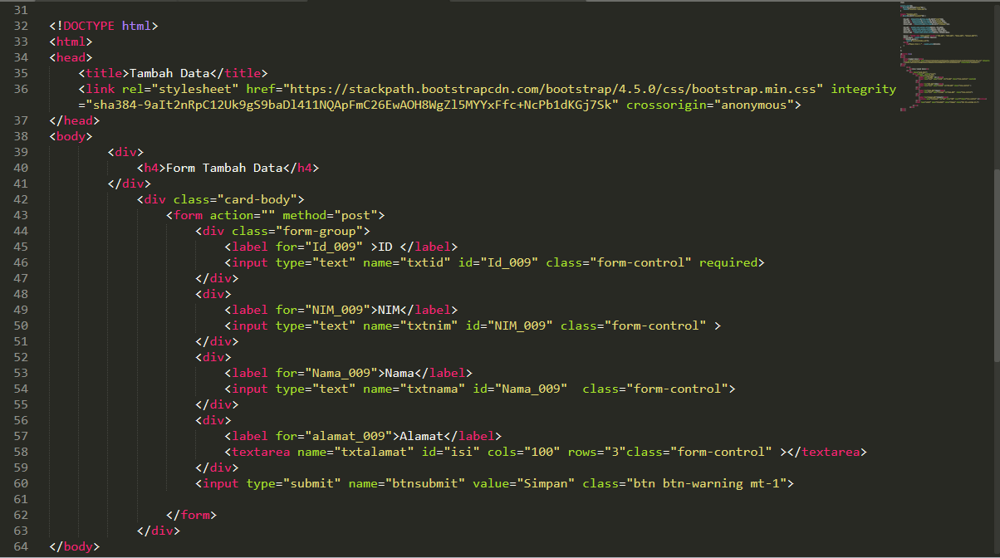 31
32 <!DOCTYPE html>
33 <html>
34 <head>
35 <title>Tambah Data</title>
36 <link rel="stylesheet" href="https://stackpath.bootstrapcdn.com/bootstrap/4.5.0/css/bootstrap.min.css" integrity
="sha384-9aIt2nRpC12Uk9gS9baDl411NQApFmC26EwAOH8WgZl5MYYxFfc+NcPb1dKGj7Sk" crossorigin="anonymous">
37 </head>
38 <body>
39 <div>
40 <h4>Form Tambah Data</h4>
41 </div>
42 <div class="card-body">
43 <form action="" method="post">
44 <div class="form-group">
45 <label for="Id_009" >ID </label>
46 <input type="text" name="txtid" id="Id_009" class="form-control" required>
47 </div>
48 <div>
49 <label for="NIM_009">NIM</label>
50 <input type="text" name="txtnim" id="NIM_009" class="form-control" >
51 </div>
52 <div>
53 <label for="Nama_009">Nama</label>
54 <input type="text" name="txtnama" id="Nama_009"  class="form-control">
55 </div>
56 <div>
57 <label for="alamat_009">Alamat</label>
58 <textarea name="txtalamat" id="isi" cols="100" rows="3"class="form-control" ></textarea>
59 </div>
60 <input type="submit" name="btnsubmit" value="Simpan" class="btn btn-warning mt-1">
61
62 </form>
63 </div>
64 </body>